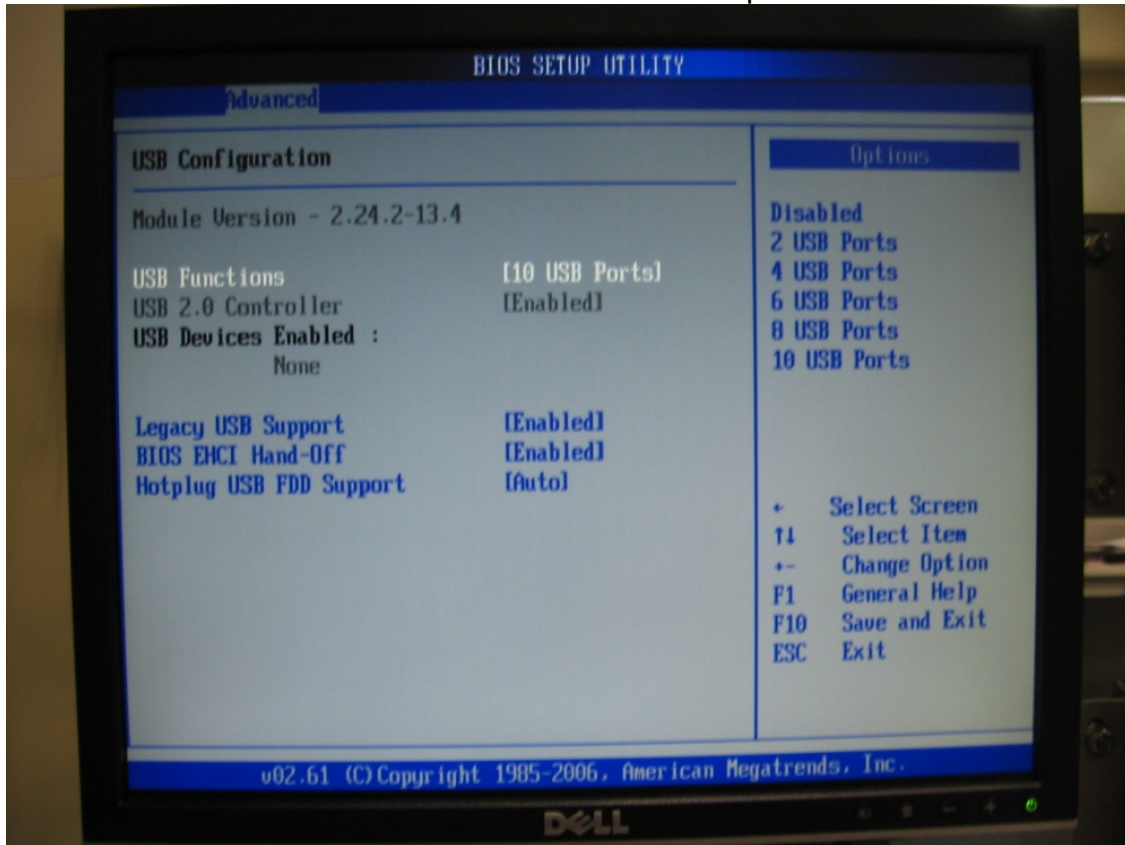 BIOS SETUP UTILITY
Advanced
USB Configuration
Module Version - 2.24.2-13.4
USB Functions [10 USB Ports]
USB 2.0 Controller [Enabled]
USB Devices Enabled :
None
Legacy USB Support [Enabled]
BIOS EHCI Hand-Off [Enabled]
Hotplug USB FDD Support [Auto]
Options
Disabled
2 USB Ports
4 USB Ports
6 USB Ports
8 USB Ports
10 USB Ports
← Select Screen
↑↓ Select Item
+- Change Option
F1 General Help
F10 Save and Exit
ESC Exit
v02.61 (C)Copyright 1985-2006, American Megatrends, Inc.
DELL